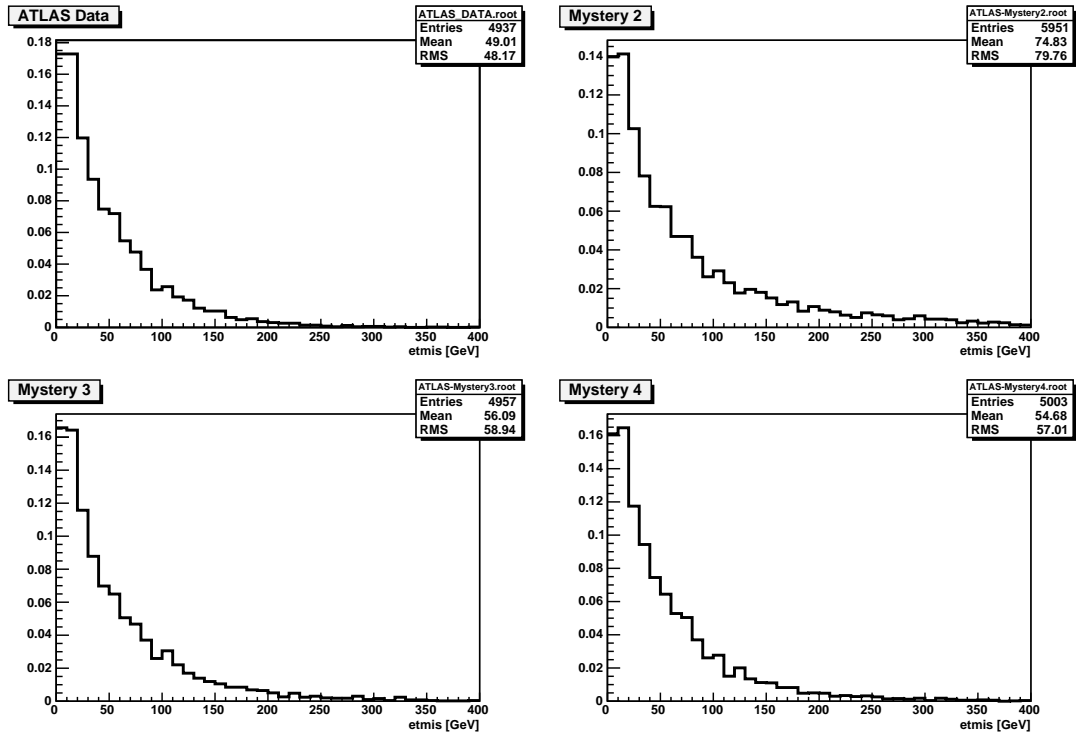 ATLAS Data
ATLAS_DATA.root
Entries 4937
Mean 49.01
RMS 48.17
0.18
0.16
0.14
0.12
0.1
0.08
0.06
0.04
0.02
0
0 50 100 150 200 250 300 350 400
etmis [GeV]
Mystery 2
ATLAS-Mystery2.root
Entries 5951
Mean 74.83
RMS 79.76
0.14
0.12
0.1
0.08
0.06
0.04
0.02
0
0 50 100 150 200 250 300 350 400
etmis [GeV]
Mystery 3
ATLAS-Mystery3.root
Entries 4957
Mean 56.09
RMS 58.94
0.16
0.14
0.12
0.1
0.08
0.06
0.04
0.02
0
0 50 100 150 200 250 300 350 400
etmis [GeV]
Mystery 4
ATLAS-Mystery4.root
Entries 5003
Mean 54.68
RMS 57.01
0.16
0.14
0.12
0.1
0.08
0.06
0.04
0.02
0
0 50 100 150 200 250 300 350 400
etmis [GeV]